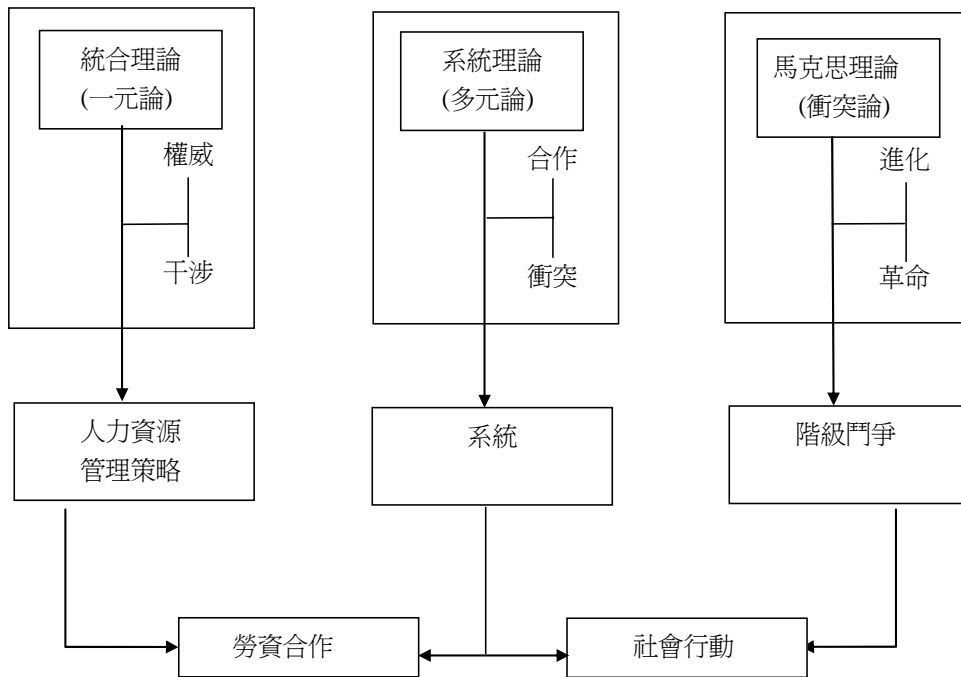 統合理論
(一元論)
權威
干涉
系統理論
(多元論)
合作
衝突
馬克思理論
(衝突論)
進化
革命
人力資源
管理策略
系統
階級鬥爭
勞資合作
社會行動